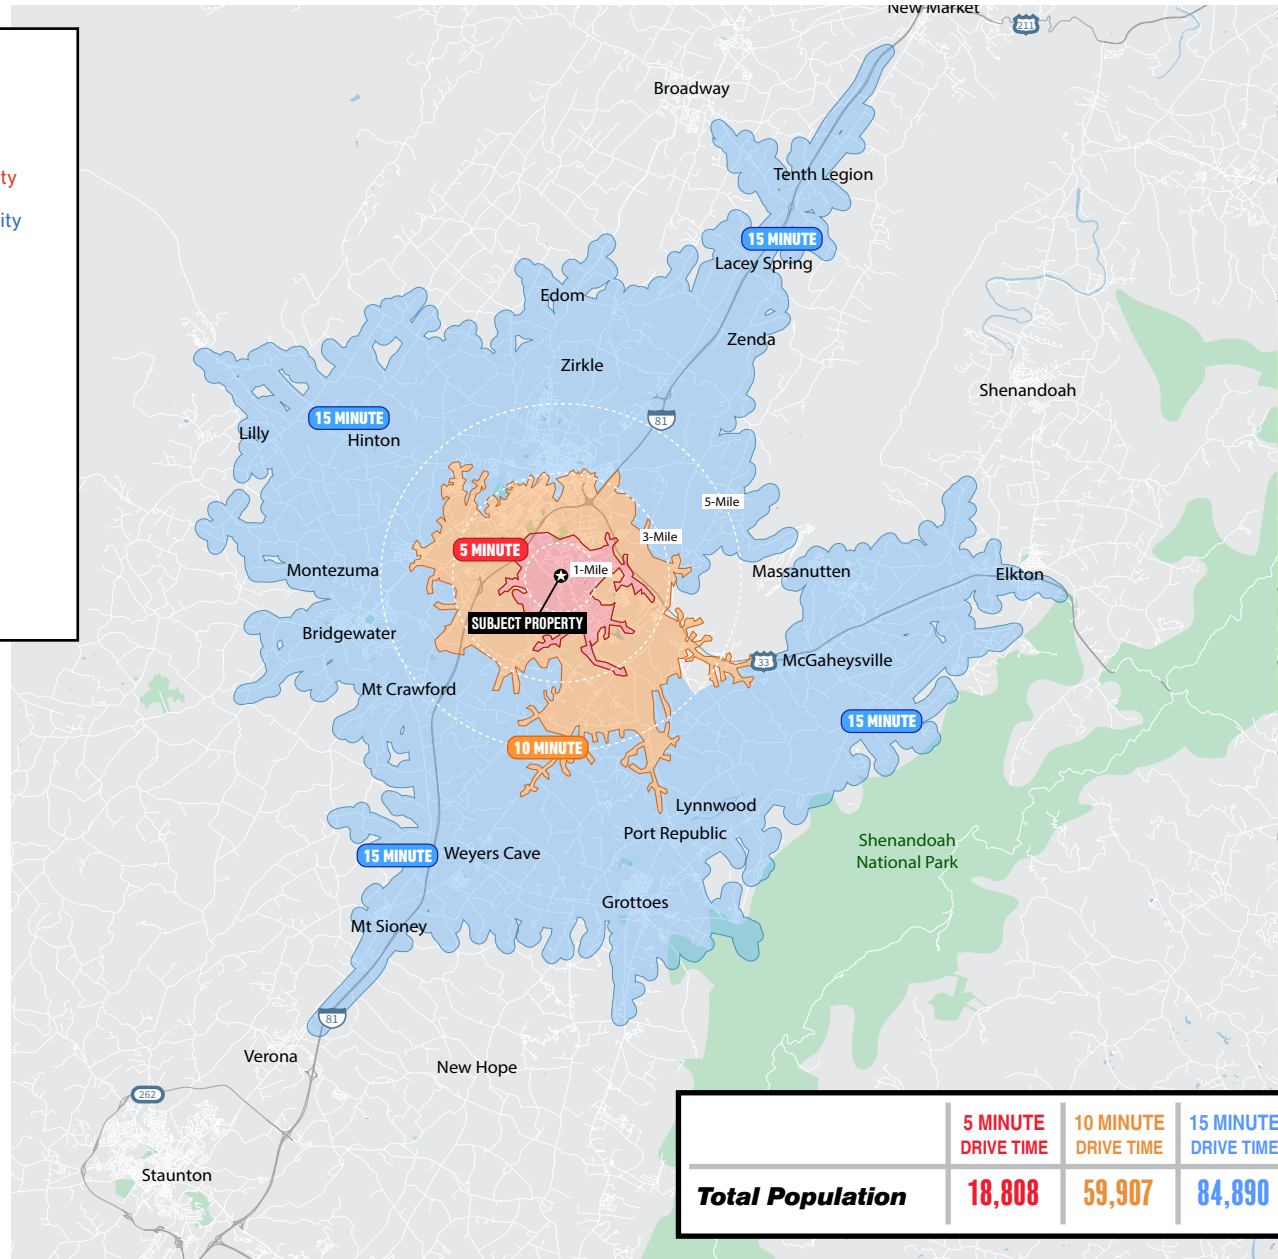 New Market
211
Broadway
ty
Tenth Legion
ity
15 MINUTE
Lacey Spring
Edom
Zenda
Zirkle
Shenandoah
15 MINUTE
81
Lilly
Hinton
5-Mile
3-Mile
5 MINUTE
1-Mile
Montezuma
Massanutten
Elkton
SUBJECT PROPERTY
Bridgewater
33
McGaheysville
Mt Crawford
15 MINUTE
10 MINUTE
Lynnwood
Port Republic
Shenandoah
National Park
15 MINUTE
Weyers Cave
Grottoes
Mt Sioney
81
Verona
New Hope
262
Staunton
5 MINUTE
DRIVE TIME
10 MINUTE
DRIVE TIME
15 MINUTE
DRIVE TIME
Total Population
18,808
59,907
84,890